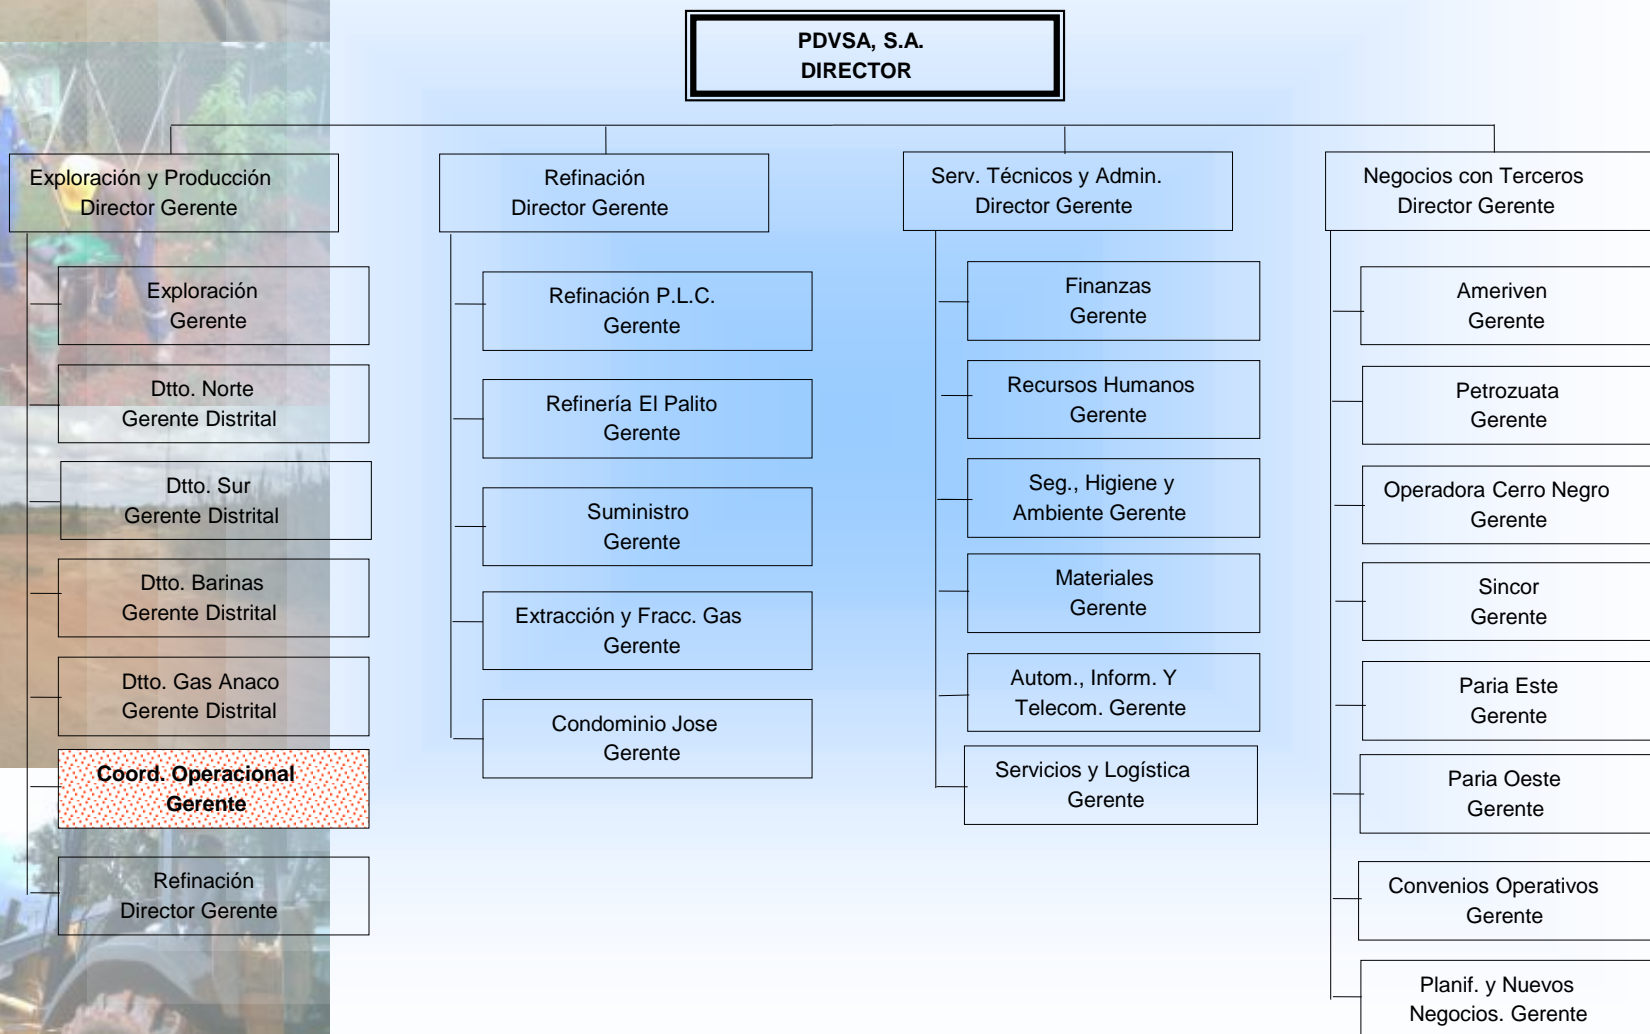 PDVSA, S.A.
DIRECTOR
Exploración y Producción
Director Gerente
Exploración
Gerente
Dtto. Norte
Gerente Distrital
Dtto. Sur
Gerente Distrital
Dtto. Barinas
Gerente Distrital
Dtto. Gas Anaco
Gerente Distrital
Coord. Operacional
Gerente
Refinación
Director Gerente
Refinación
Director Gerente
Refinación P.L.C.
Gerente
Refinería El Palito
Gerente
Suministro
Gerente
Extracción y Fracc. Gas
Gerente
Condominio Jose
Gerente
Serv. Técnicos y Admin.
Director Gerente
Finanzas
Gerente
Recursos Humanos
Gerente
Seg., Higiene y
Ambiente Gerente
Materiales
Gerente
Autom., Inform. Y
Telecom. Gerente
Servicios y Logística
Gerente
Negocios con Terceros
Director Gerente
Ameriven
Gerente
Petrozuata
Gerente
Operadora Cerro Negro
Gerente
Sincor
Gerente
Paria Este
Gerente
Paria Oeste
Gerente
Convenios Operativos
Gerente
Planif. y Nuevos
Negocios. Gerente